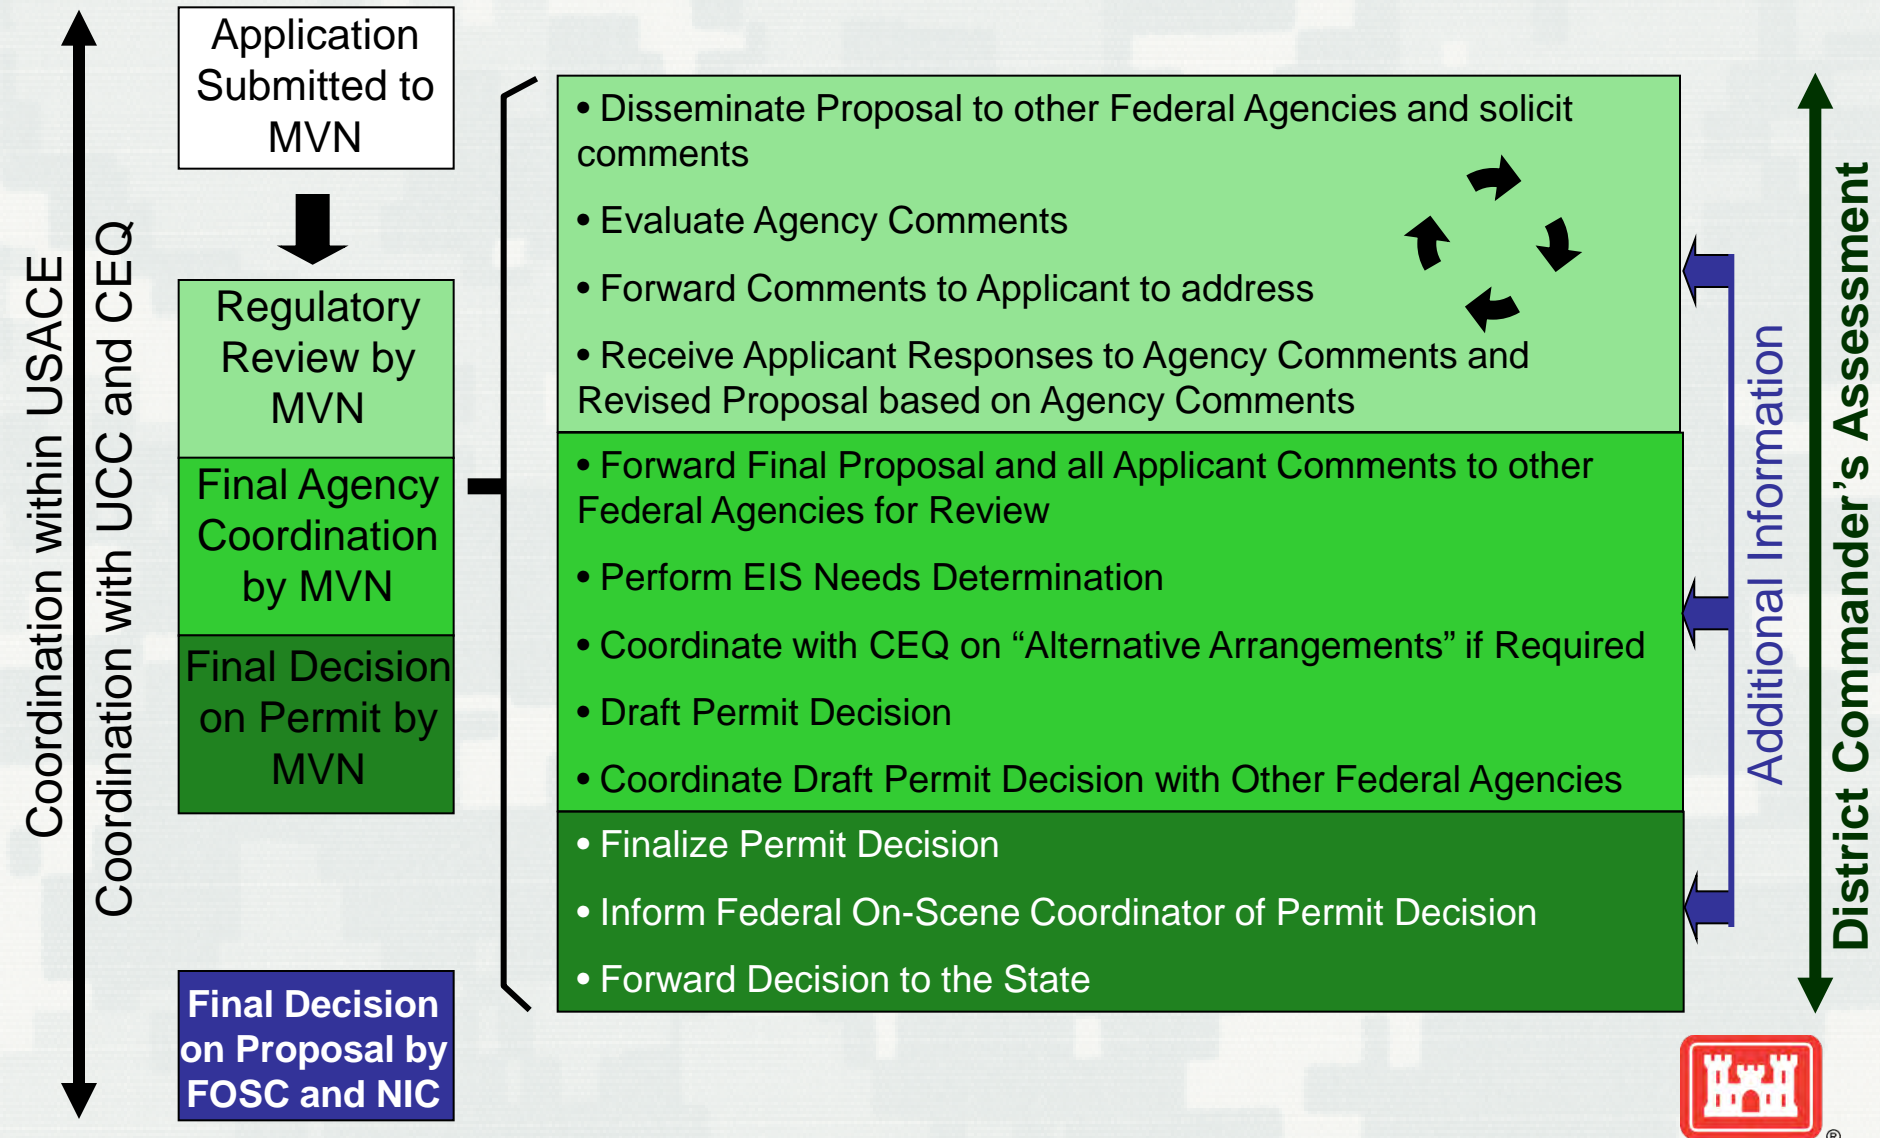 Coordination within USACE
Coordination with UCC and CEQ
Application
Submitted to
MVN
Regulatory
Review by
MVN
Final Agency
Coordination
by MVN
Final Decision
on Permit by
MVN
Final Decision
on Proposal by
FOSC and NIC
• Disseminate Proposal to other Federal Agencies and solicit
comments
• Evaluate Agency Comments
• Forward Comments to Applicant to address
• Receive Applicant Responses to Agency Comments and
Revised Proposal based on Agency Comments
• Forward Final Proposal and all Applicant Comments to other
Federal Agencies for Review
• Perform EIS Needs Determination
• Coordinate with CEQ on “Alternative Arrangements” if Required
• Draft Permit Decision
• Coordinate Draft Permit Decision with Other Federal Agencies
• Finalize Permit Decision
• Inform Federal On-Scene Coordinator of Permit Decision
• Forward Decision to the State
Additional Information
District Commander’s Assessment
®